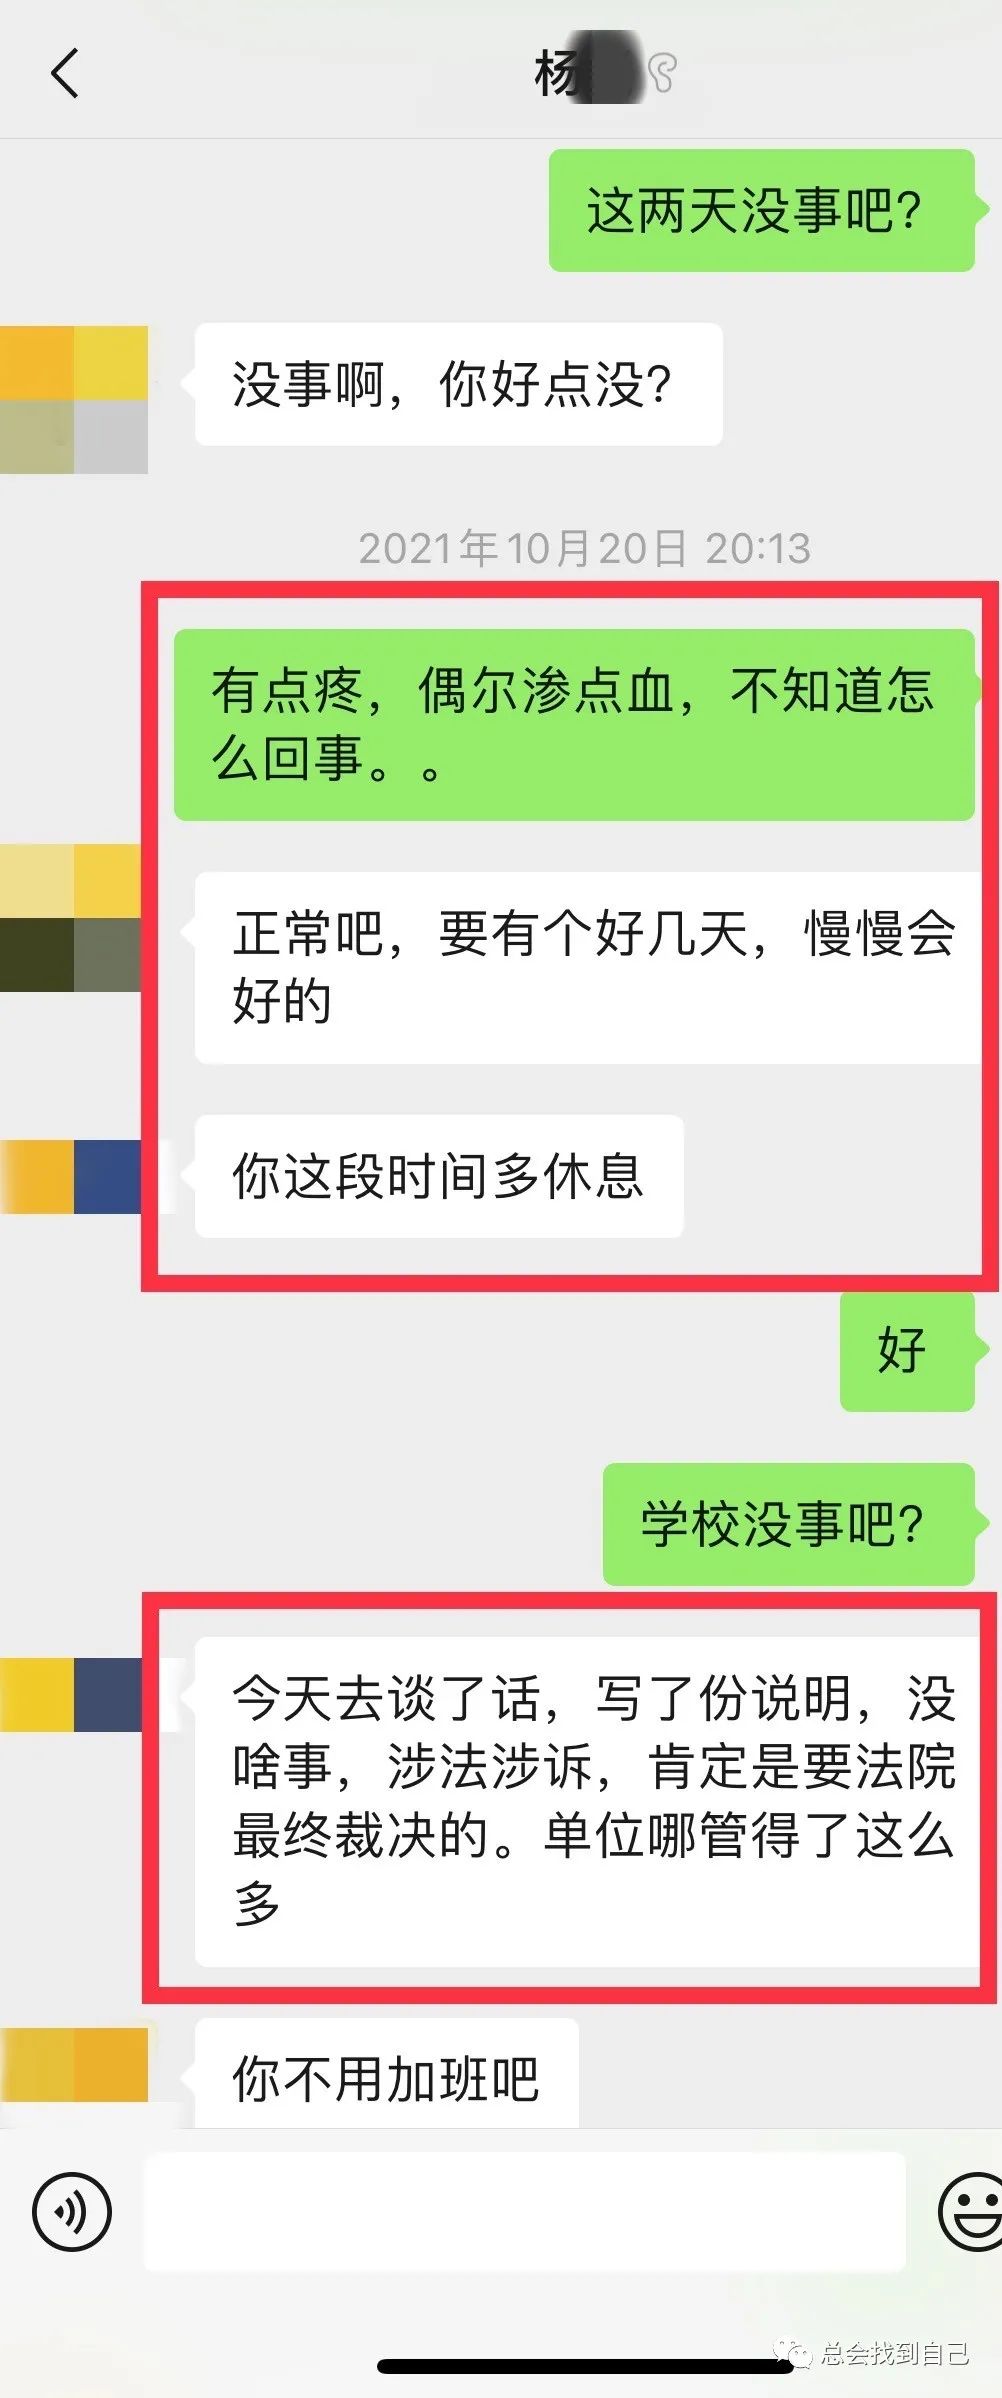 杨
这两天没事吧?
没事啊，你好点没?
2021年10月20日 20:13
有点疼，偶尔渗点血，不知道怎
么回事。。
正常吧，要有个好几天，慢慢会
好的
你这段时间多休息
好
学校没事吧?
今天去谈了话，写了份说明，没
啥事，涉法涉诉，肯定是要法院
最终裁决的。单位哪管得了这么
多
你不用加班吧
总会找到自己